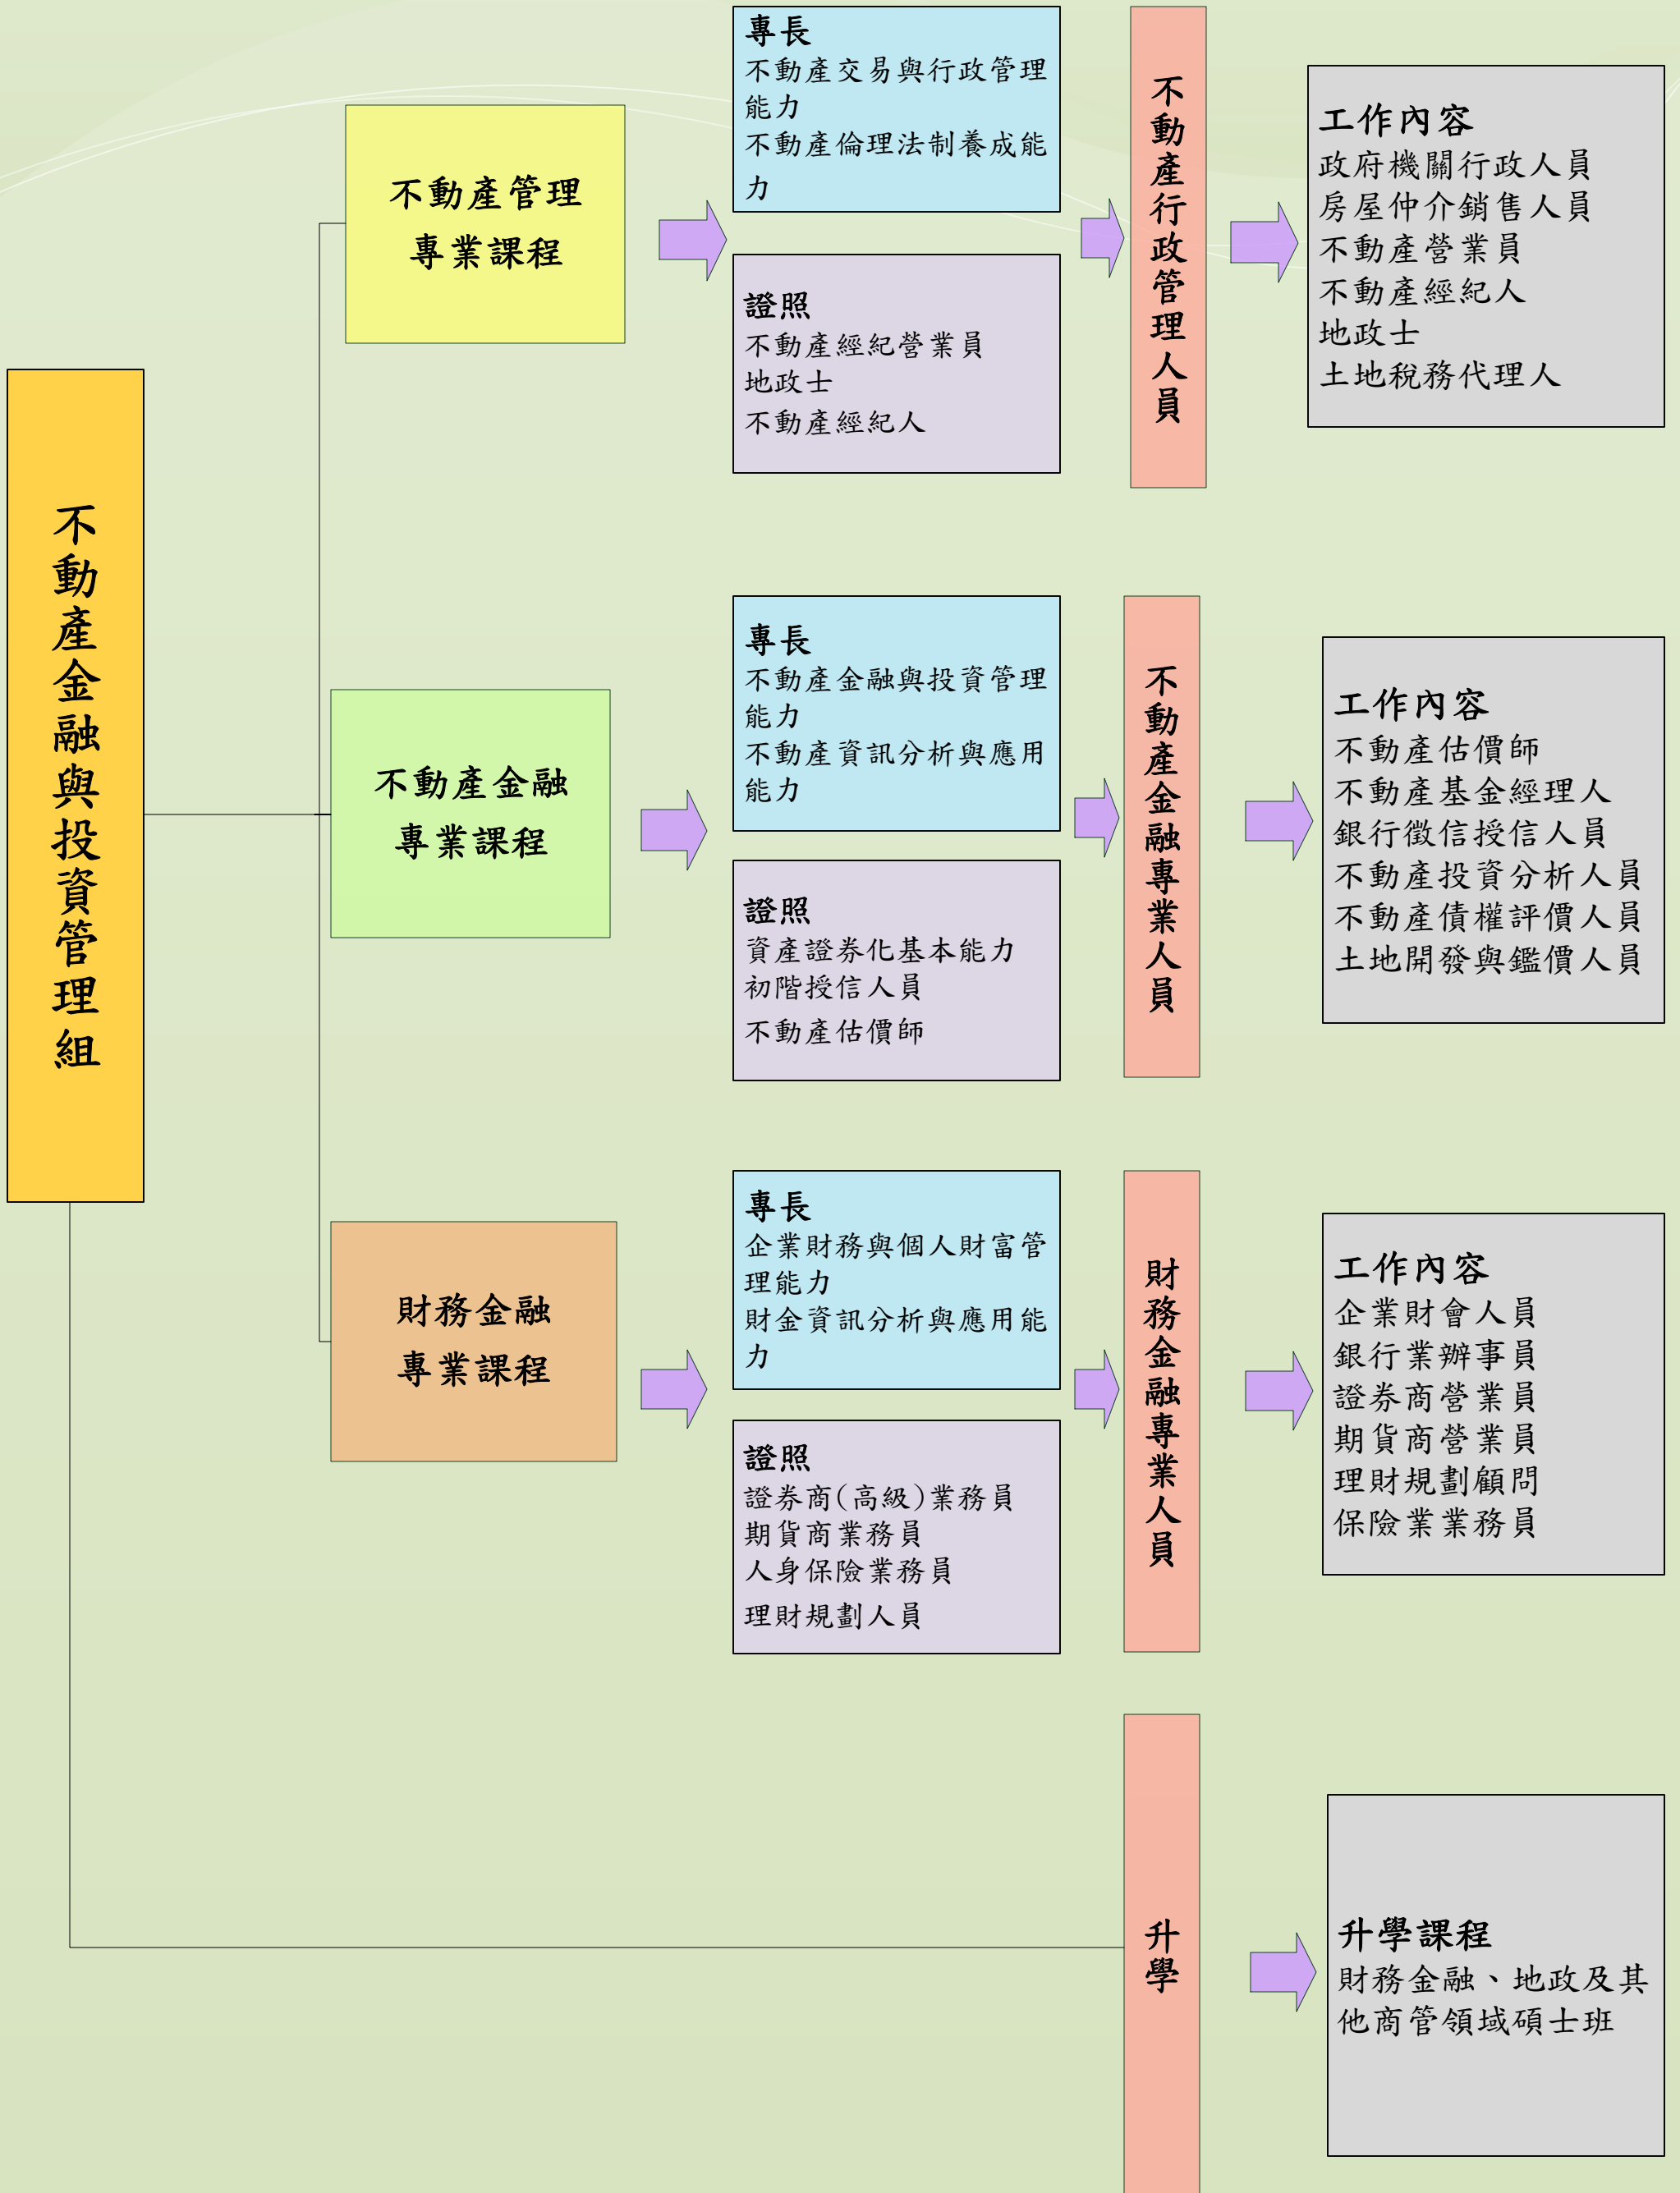 不動產金融與投資管理組
不動產管理
專業課程
專長
不動產交易與行政管理
能力
不動產倫理法制養成能
力
證照
不動產經紀營業員
地政士
不動產經紀人
不動產行政管理人員
工作內容
政府機關行政人員
房屋仲介銷售人員
不動產營業員
不動產經紀人
地政士
土地稅務代理人
不動產金融
專業課程
專長
不動產金融與投資管理
能力
不動產資訊分析與應用
能力
證照
資產證券化基本能力
初階授信人員
不動產估價師
不動產金融專業人員
工作內容
不動產估價師
不動產基金經理人
銀行徵信授信人員
不動產投資分析人員
不動產債權評價人員
土地開發與鑑價人員
財務金融
專業課程
專長
企業財務與個人財富管
理能力
財金資訊分析與應用能
力
證照
證券商(高級)業務員
期貨商業務員
人身保險業務員
理財規劃人員
財務金融專業人員
工作內容
企業財會人員
銀行業辦事員
證券商營業員
期貨商營業員
理財規劃顧問
保險業業務員
升學
升學課程
財務金融、地政及其
他商管領域碩士班